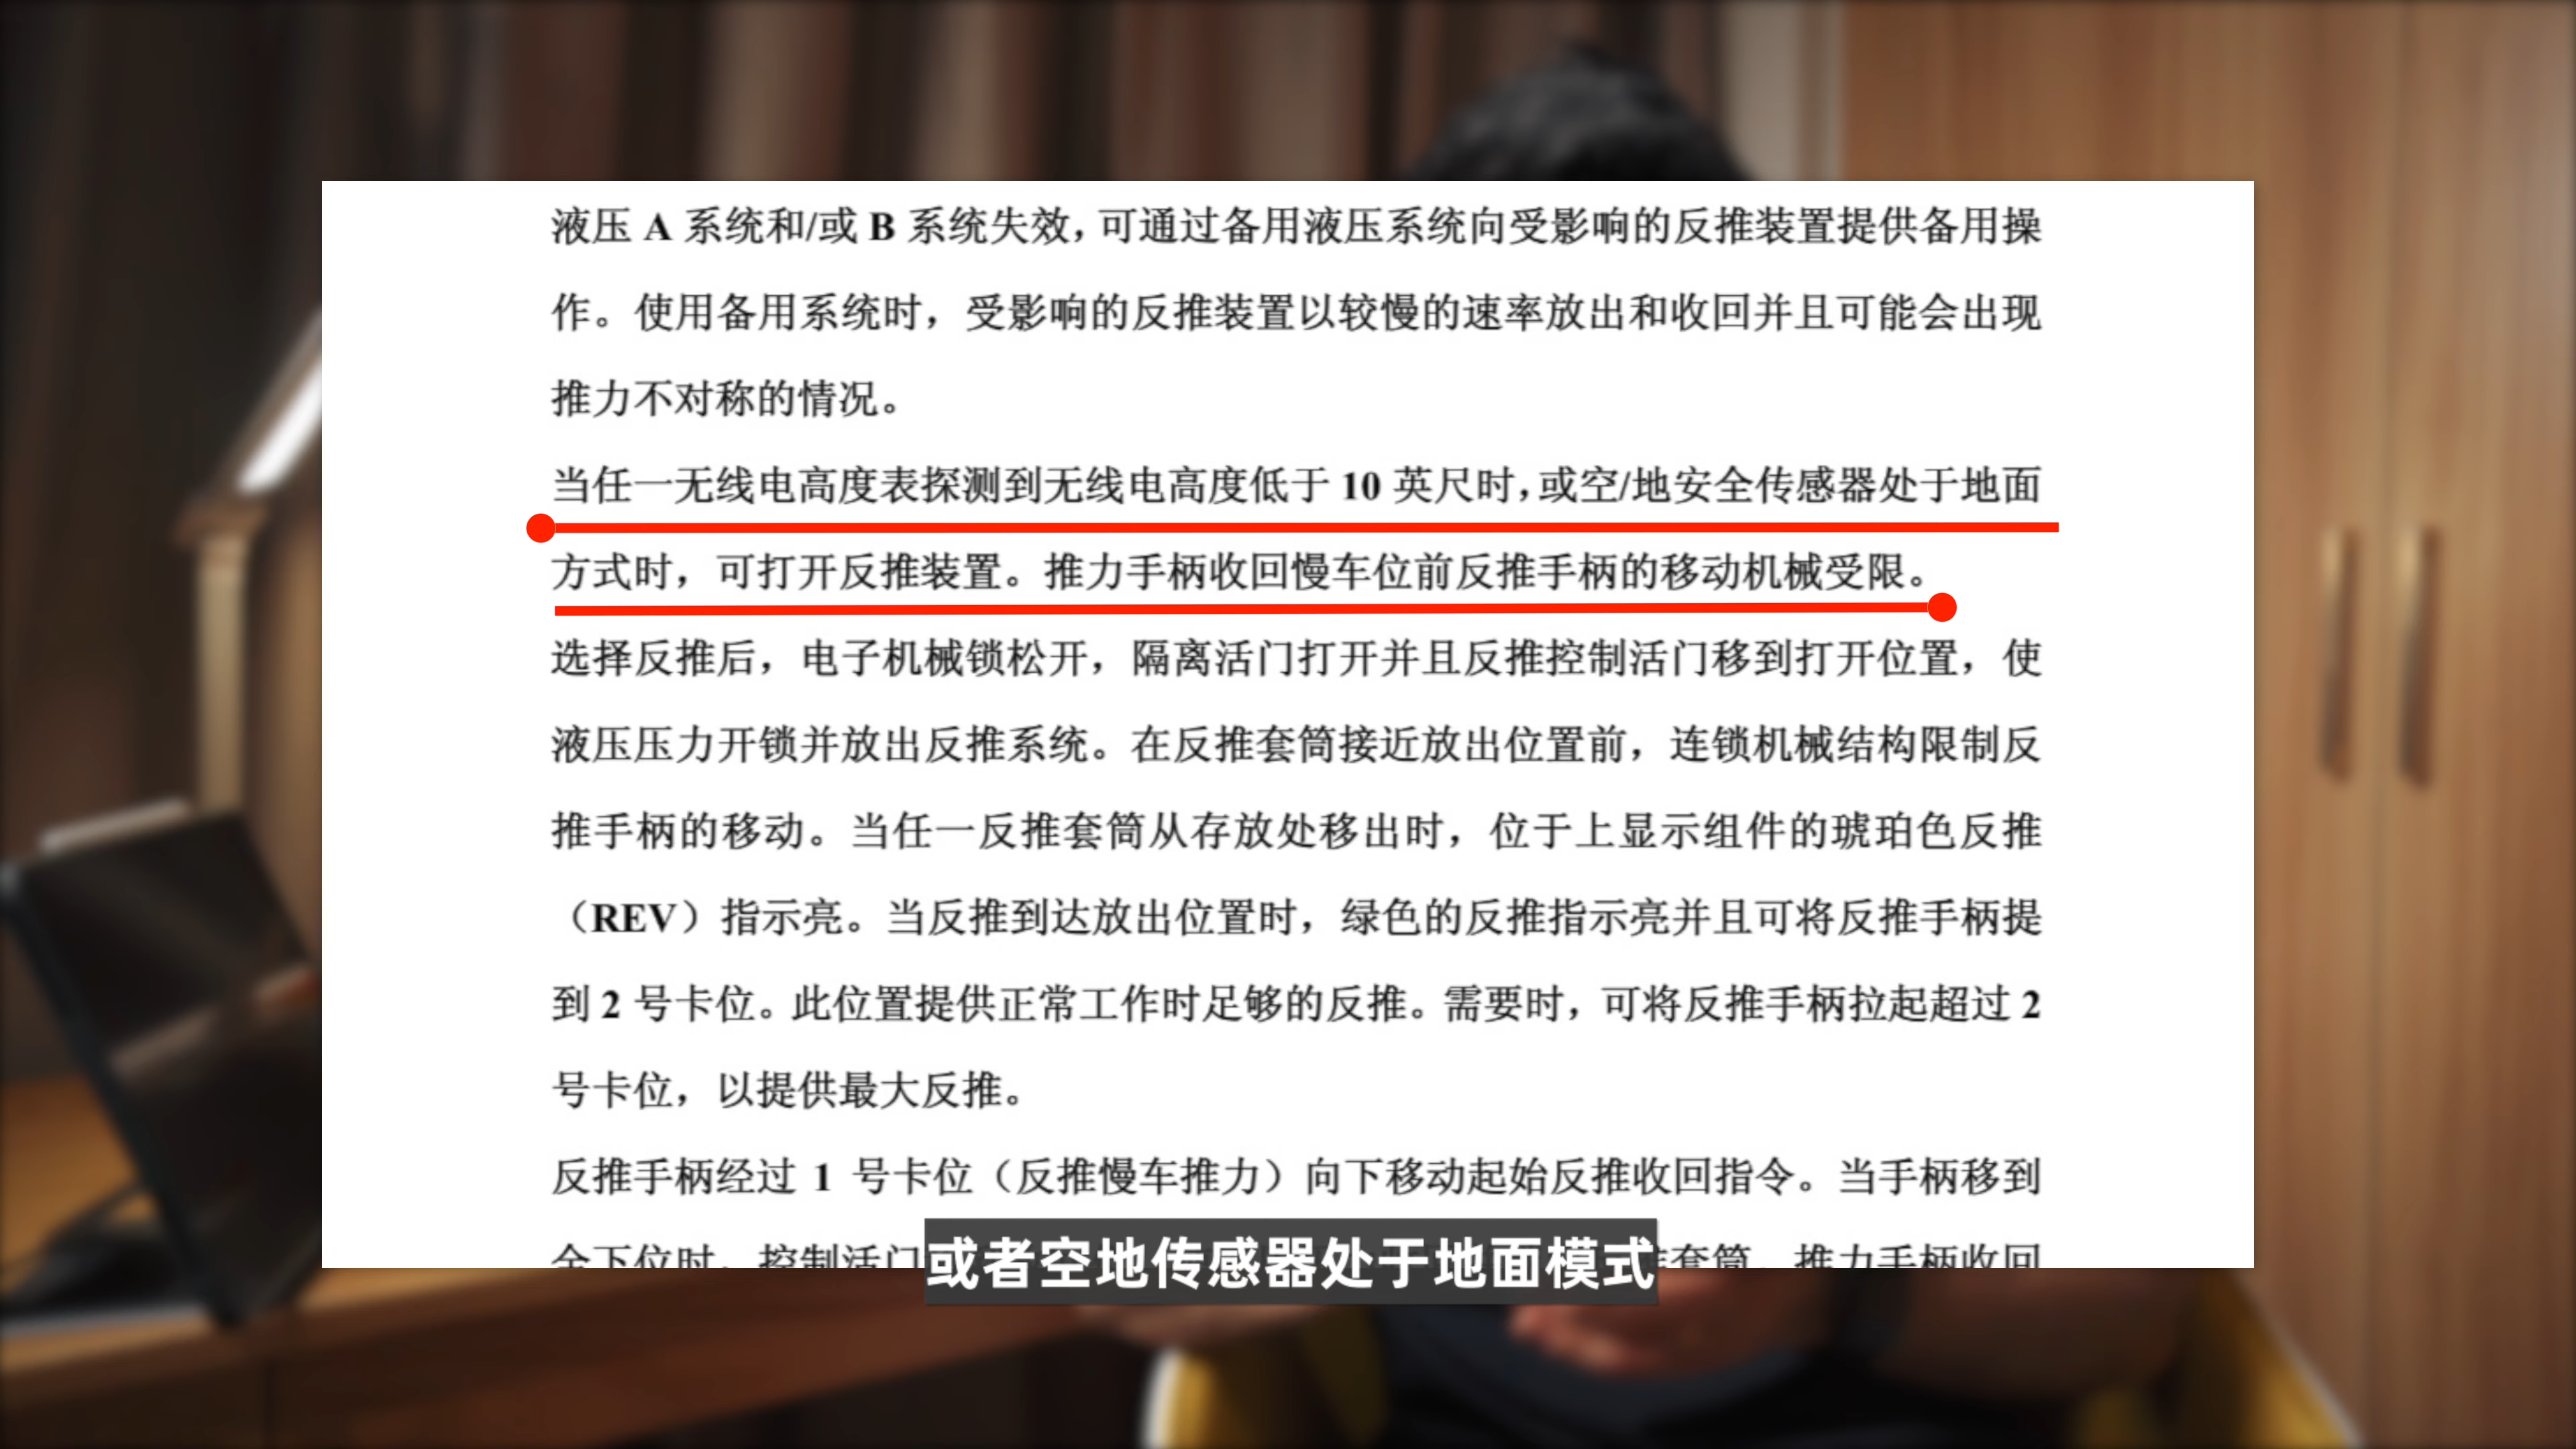 液压 A 系统和/或 B 系统失效，可通过备用液压系统向受影响的反推装置提供备用操
作。使用备用系统时，受影响的反推装置以较慢的速率放出和收回并且可能会出现
推力不对称的情况。
当任一无线电高度表探测到无线电高度低于 10 英尺时，或空/地安全传感器处于地面
方式时，可打开反推装置。推力手柄收回慢车位前反推手柄的移动机械受限。
选择反推后，电子机械锁松开，隔离活门打开并且反推控制活门移到打开位置，使
液压压力开锁并放出反推系统。在反推套筒接近放出位置前，连锁机械结构限制反
推手柄的移动。当任一反推套筒从存放处移出时，位于上显示组件的琥珀色反推
（REV）指示亮。当反推到达放出位置时，绿色的反推指示亮并且可将反推手柄提
到 2 号卡位。此位置提供正常工作时足够的反推。需要时，可将反推手柄拉起超过 2
号卡位，以提供最大反推。
反推手柄经过 1 号卡位（反推慢车推力）向下移动起始反推收回指令。当手柄移到
全下位时，控制活门 套筒，推力手柄收回
或者空地传感器处于地面模式